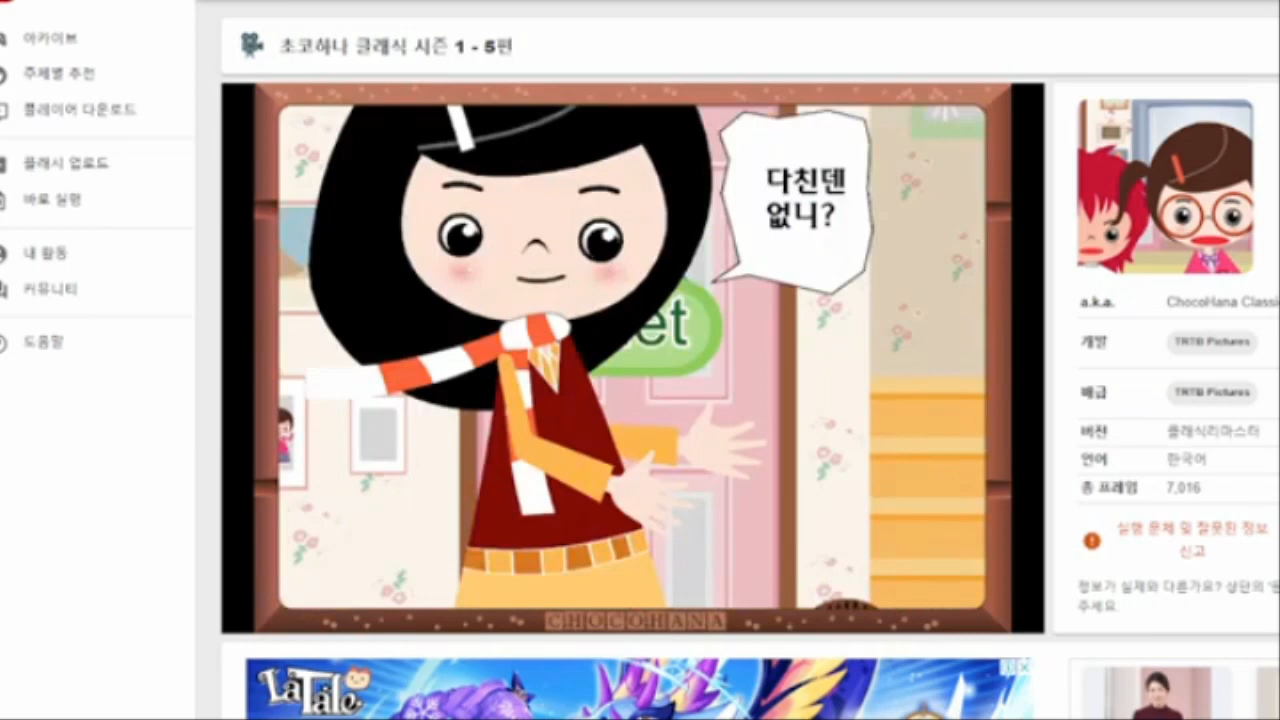 아카이브
주제별 추천
플레이어 다운로드
플래시 업로드
바로 실행
내 활동
커뮤니티
도움말
초코하나 클래식 시즌 1 - 5편
다친덴
없니?
et
CHOCOHANA
a.k.a. ChocoHana Classi
개발 TRTB Pictures
배급 TRTB Pictures
버전 플래식리마스터
언어 한국어
총 프레임 7,016
실행 문제 및 잘못된 정보
신고
정보가 실제와 다른가요? 상단의
주세요.
LaTale